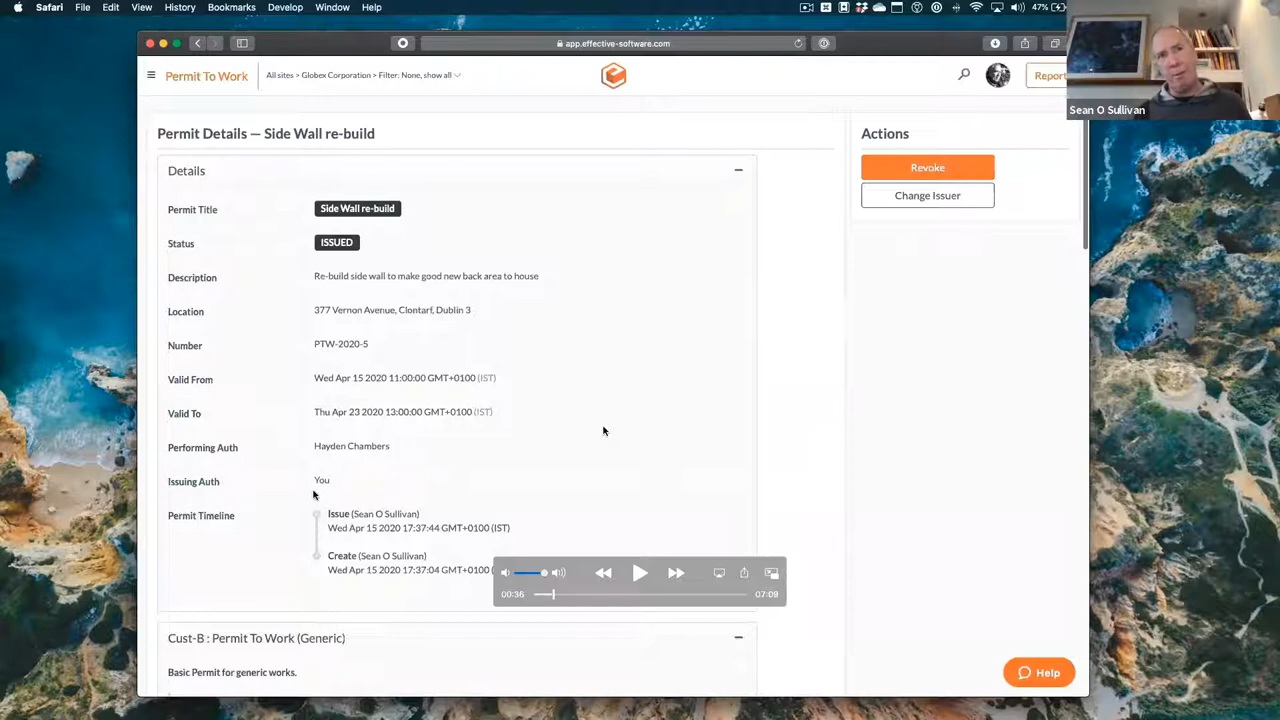 Safari File Edit View History Bookmarks Develop Window Help 47%
app.effective-software.com
Permit To Work All sites > Globex Corporation > Filter: None, show all Report
Sean O Sullivan
Permit Details — Side Wall re-build
Actions
Details
Revoke
Change Issuer
Permit Title Side Wall re-build
Status ISSUED
Description Re-build side wall to make good new back area to house
Location 377 Vernon Avenue, Clontarf, Dublin 3
Number PTW-2020-5
Valid From Wed Apr 15 2020 11:00:00 GMT+0100 (IST)
Valid To Thu Apr 23 2020 13:00:00 GMT+0100 (IST)
Performing Auth Hayden Chambers
Issuing Auth You
Permit Timeline Issue (Sean O Sullivan)
Wed Apr 15 2020 17:37:44 GMT+0100 (IST)
Create (Sean O Sullivan)
Wed Apr 15 2020 17:37:04 GMT+0100 (
00:36 07:09
Cust-B : Permit To Work (Generic)
Basic Permit for generic works.
Help